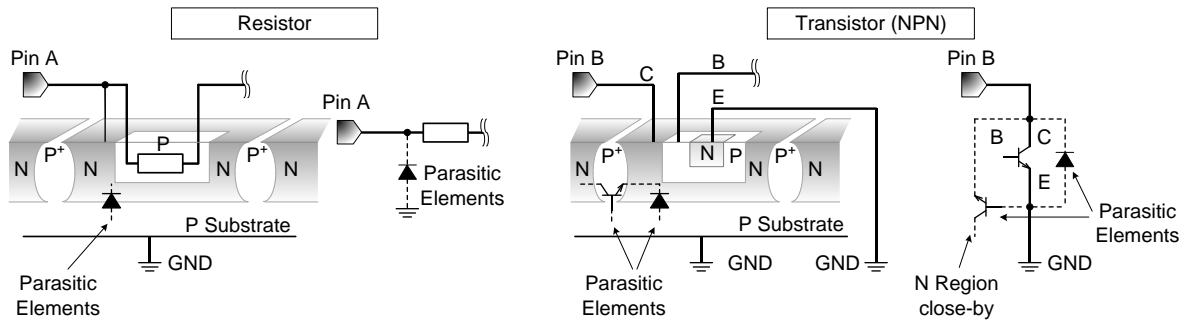 Resistor
Pin A
N
P+
N
P
P+
N
N
P Substrate
GND
Parasitic
Elements
Pin A
Parasitic
Elements
Transistor (NPN)
Pin B
C
B
E
N
P+
N
N
P
P+
N
N
P Substrate
GND
GND
Parasitic
Elements
Pin B
B
C
E
Parasitic
Elements
GND
N Region
close-by